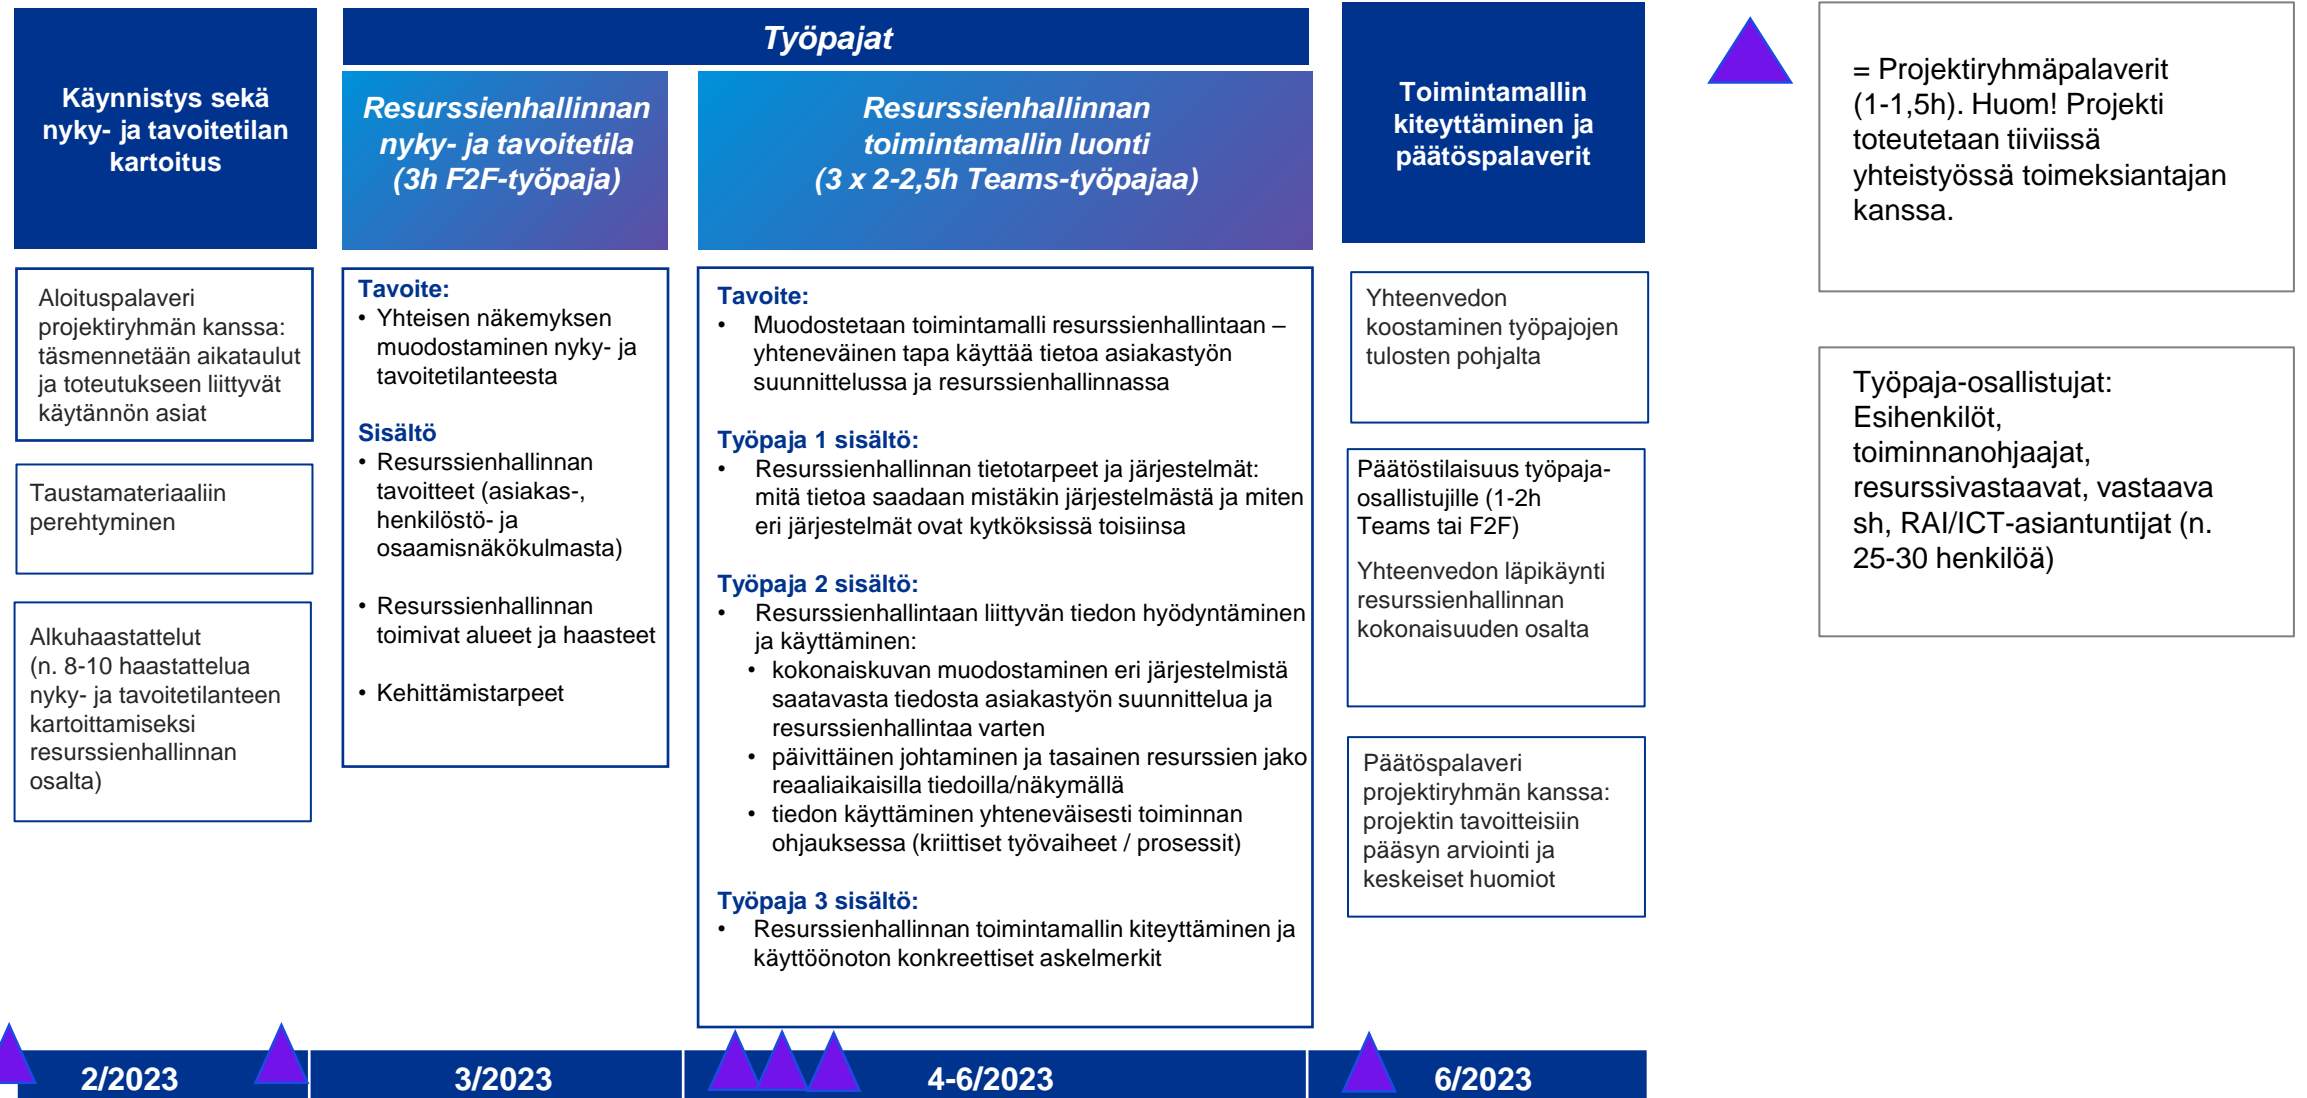 Käynnistys sekä
nyky- ja tavoitetilan
kartoitus
Aloituspalaveri
projektiryhmän kanssa:
täsmennetään aikataulut
ja toteutukseen liittyvät
käytännön asiat
Taustamateriaaliin
perehtyminen
Alkuhaastattelut
(n. 8-10 haastattelua
nyky- ja tavoitetilanteen
kartoittamiseksi
resurssienhallinnan
osalta)
Työpajat
Resurssienhallinnan
nyky- ja tavoitetila
(3h F2F-työpaja)
Tavoite:
• Yhteisen näkemyksen
muodostaminen nyky- ja
tavoitetilanteesta
Sisältö
• Resurssienhallinnan
tavoitteet (asiakas-,
henkilöstö- ja
osaamisnäkökulmasta)
• Resurssienhallinnan
toimivat alueet ja haasteet
• Kehittämistarpeet
Resurssienhallinnan
toimintamallin luonti
(3 x 2-2,5h Teams-työpajaa)
Tavoite:
• Muodostetaan toimintamalli resurssienhallintaan –
yhteneväinen tapa käyttää tietoa asiakastyön
suunnittelussa ja resurssienhallinnassa
Työpaja 1 sisältö:
• Resurssienhallinnan tietotarpeet ja järjestelmät:
mitä tietoa saadaan mistäkin järjestelmästä ja miten
eri järjestelmät ovat kytköksissä toisiinsa
Työpaja 2 sisältö:
• Resurssienhallintaan liittyvän tiedon hyödyntäminen
ja käyttäminen:
• kokonaiskuvan muodostaminen eri järjestelmistä
saatavasta tiedosta asiakastyön suunnittelua ja
resurssienhallintaa varten
• päivittäinen johtaminen ja tasainen resurssien jako
reaaliaikaisilla tiedoilla/näkymällä
• tiedon käyttäminen yhteneväisesti toiminnan
ohjauksessa (kriittiset työvaiheet / prosessit)
Työpaja 3 sisältö:
• Resurssienhallinnan toimintamallin kiteyttäminen ja
käyttöönoton konkreettiset askelmerkit
Toimintamallin
kiteyttäminen ja
päätöspalaverit
Yhteenvedon
koostaminen työpajojen
tulosten pohjalta
Päätöstilaisuus työpaja-
osallistujille (1-2h
Teams tai F2F)
Yhteenvedon läpikäynti
resurssienhallinnan
kokonaisuuden osalta
Päätöspalaveri
projektiryhmän kanssa:
projektin tavoitteisiin
pääsyn arviointi ja
keskeiset huomiot
= Projektiryhmäpalaverit
(1-1,5h). Huom! Projekti
toteutetaan tiiviissä
yhteistyössä toimeksiantajan
kanssa.
Työpaja-osallistujat:
Esihenkilöt,
toiminnanohjaajat,
resurssivastaavat, vastaava
sh, RAI/ICT-asiantuntijat (n.
25-30 henkilöä)
2/2023
3/2023
4-6/2023
6/2023